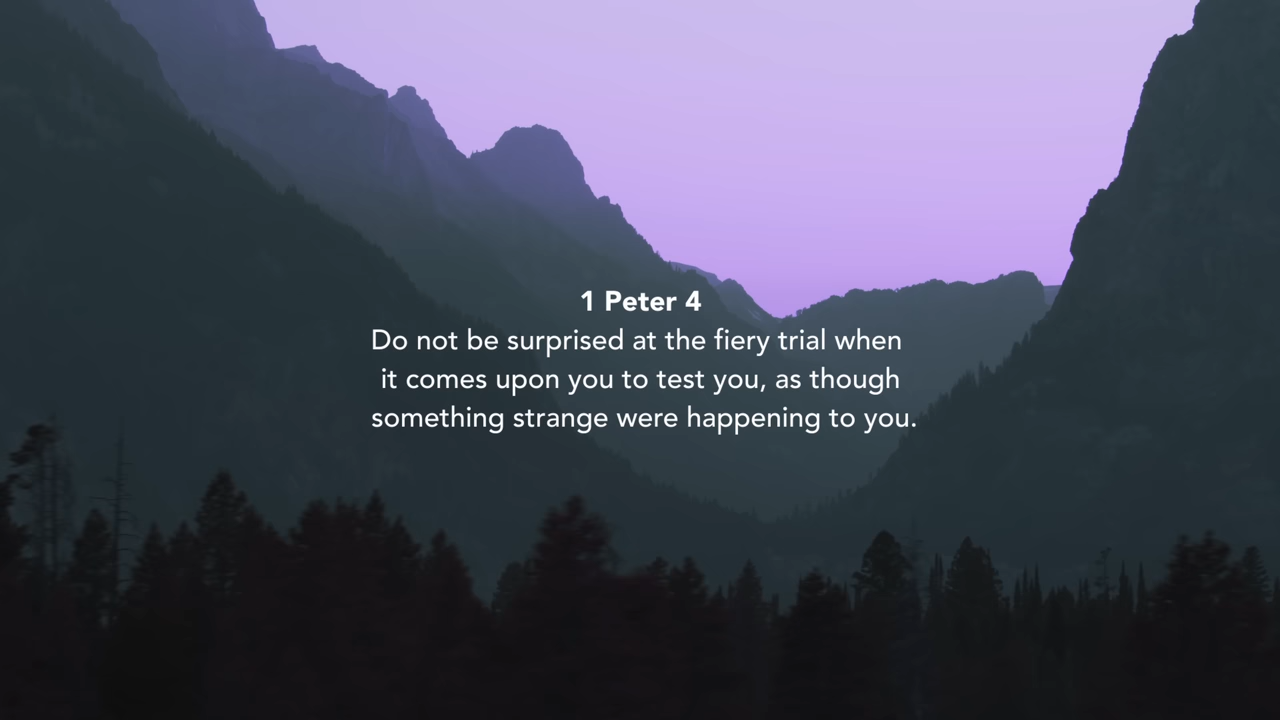 1 Peter 4
Do not be surprised at the fiery trial when
it comes upon you to test you, as though
something strange were happening to you.